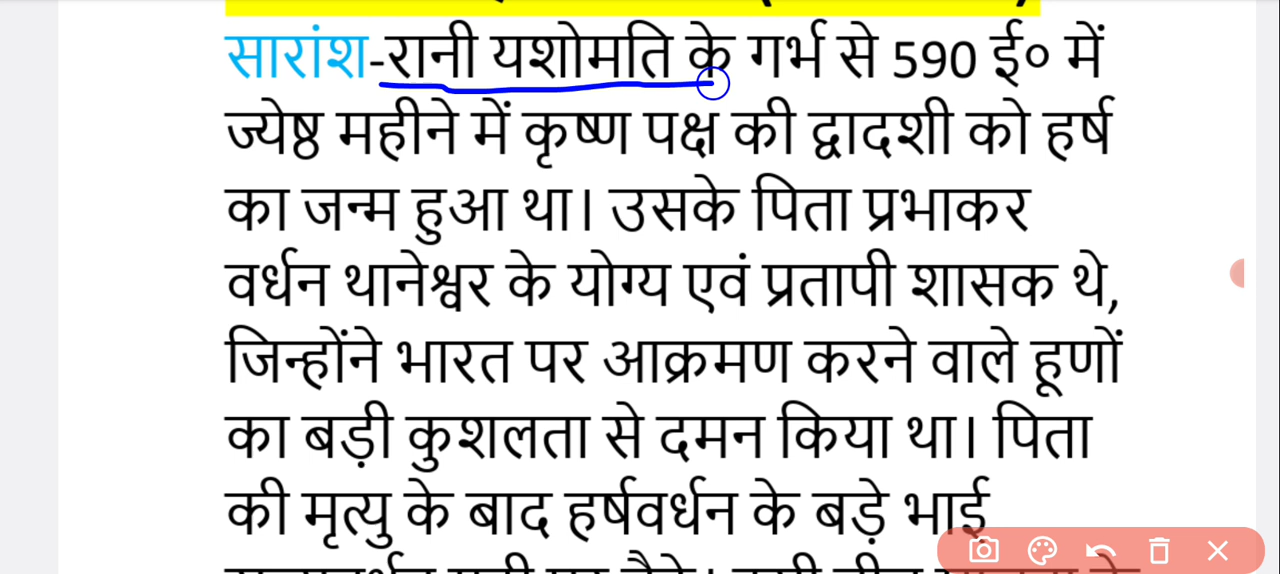 सारांश-रानी यशोमति के गर्भ से 590 ई० में
ज्येष्ठ महीने में कृष्ण पक्ष की द्वादशी को हर्ष
का जन्म हुआ था। उसके पिता प्रभाकर
वर्धन थानेश्वर के योग्य एवं प्रतापी शासक थे,
जिन्होंने भारत पर आक्रमण करने वाले हूणों
का बड़ी कुशलता से दमन किया था। पिता
की मृत्यु के बाद हर्षवर्धन के बड़े भाई